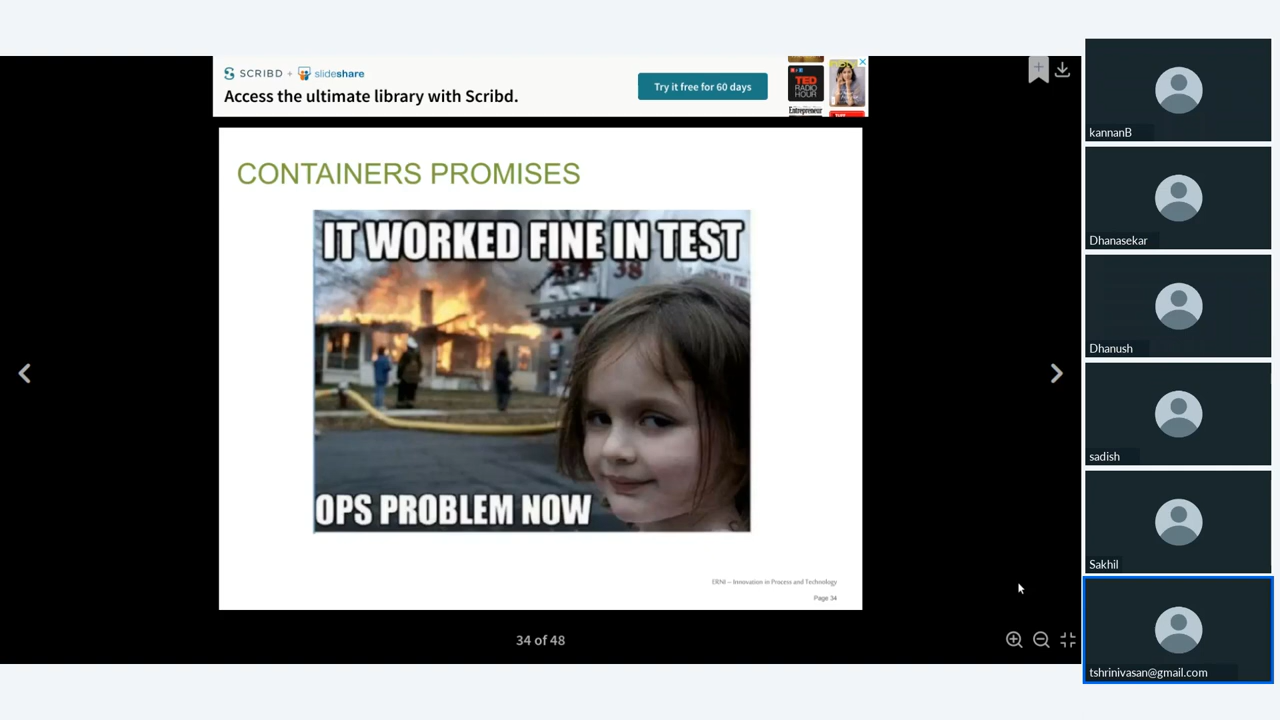 SCRIBD + slideshare
Access the ultimate library with Scribd.
Try it free for 60 days
TED
RADIO
HOUR
Entrepreneur
CONTAINERS PROMISES
IT WORKED FINE IN TEST
38
OPS PROBLEM NOW
ERNI – Innovation in Process and Technology
Page 34
34 of 48
kannanB
Dhanasekar
Dhanush
sadish
Sakhil
tshrinivasan@gmail.com